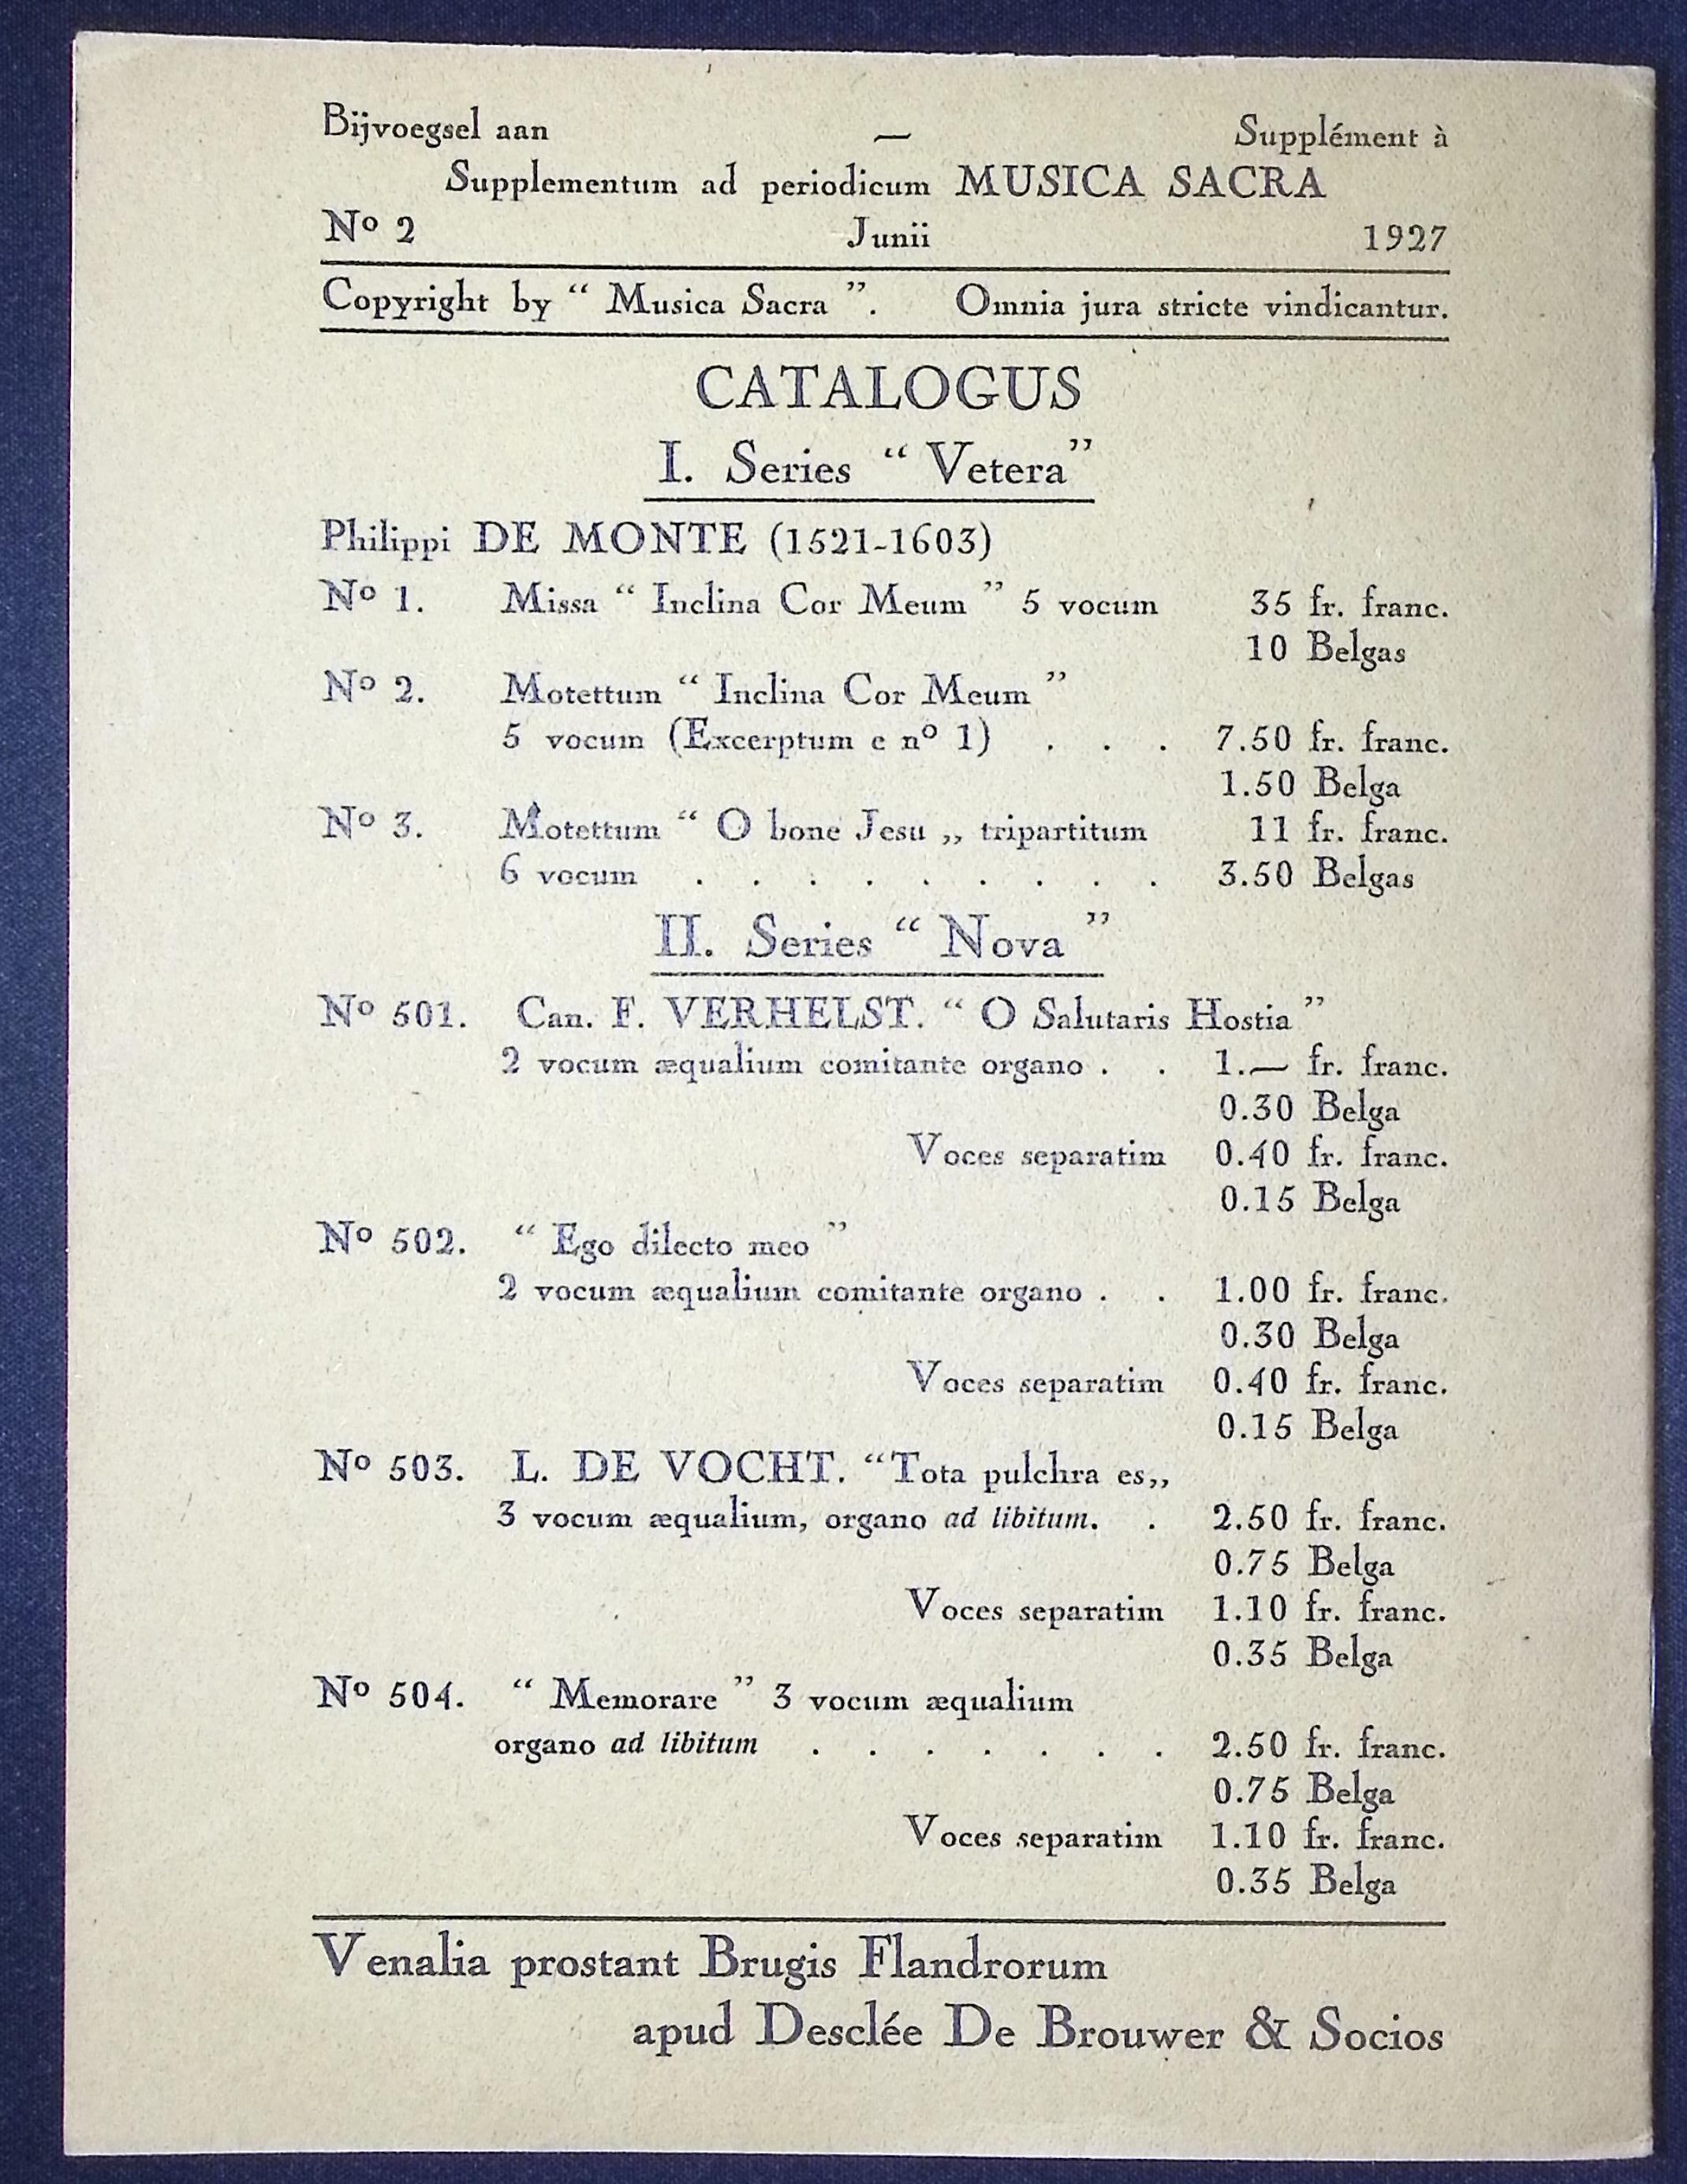 Bijvoegsel aan — Supplément à
Supplementum ad periodicum MUSICA SACRA
Nº 2 Junii 1927
Copyright by “ Musica Sacra ”. Omnia jura stricte vindicantur.
CATALOGUS
I. Series “ Vetera”
Philippi DE MONTE (1521-1603)
Nº 1. Missa “ Inclina Cor Meum ” 5 vocum 35 fr. franc.
10 Belgas
Nº 2. Motettum “ Inclina Cor Meum ”
5 vocum (Excerptum e nº 1) . . . 7.50 fr. franc.
1.50 Belga
Nº 3. Motettum “ O bone Jesu „ tripartitum 11 fr. franc.
6 vocum . . . . . . . . . 3.50 Belgas
II. Series “ Nova ”
Nº 501. Can. F. VERHELST. “ O Salutaris Hostia ”
2 vocum æqualium comitante organo . . 1.— fr. franc.
0.30 Belga
Voces separatim 0.40 fr. franc.
0.15 Belga
Nº 502. “ Ego dilecto meo ”
2 vocum æqualium comitante organo . . 1.00 fr. franc.
0.30 Belga
Voces separatim 0.40 fr. franc.
0.15 Belga
Nº 503. L. DE VOCHT. “Tota pulchra es„
3 vocum æqualium, organo ad libitum. . 2.50 fr. franc.
0.75 Belga
Voces separatim 1.10 fr. franc.
0.35 Belga
Nº 504. “ Memorare ” 3 vocum æqualium
organo ad libitum . . . . . . . 2.50 fr. franc.
0.75 Belga
Voces separatim 1.10 fr. franc.
0.35 Belga
Venalia prostant Brugis Flandrorum
apud Desclée De Brouwer & Socios